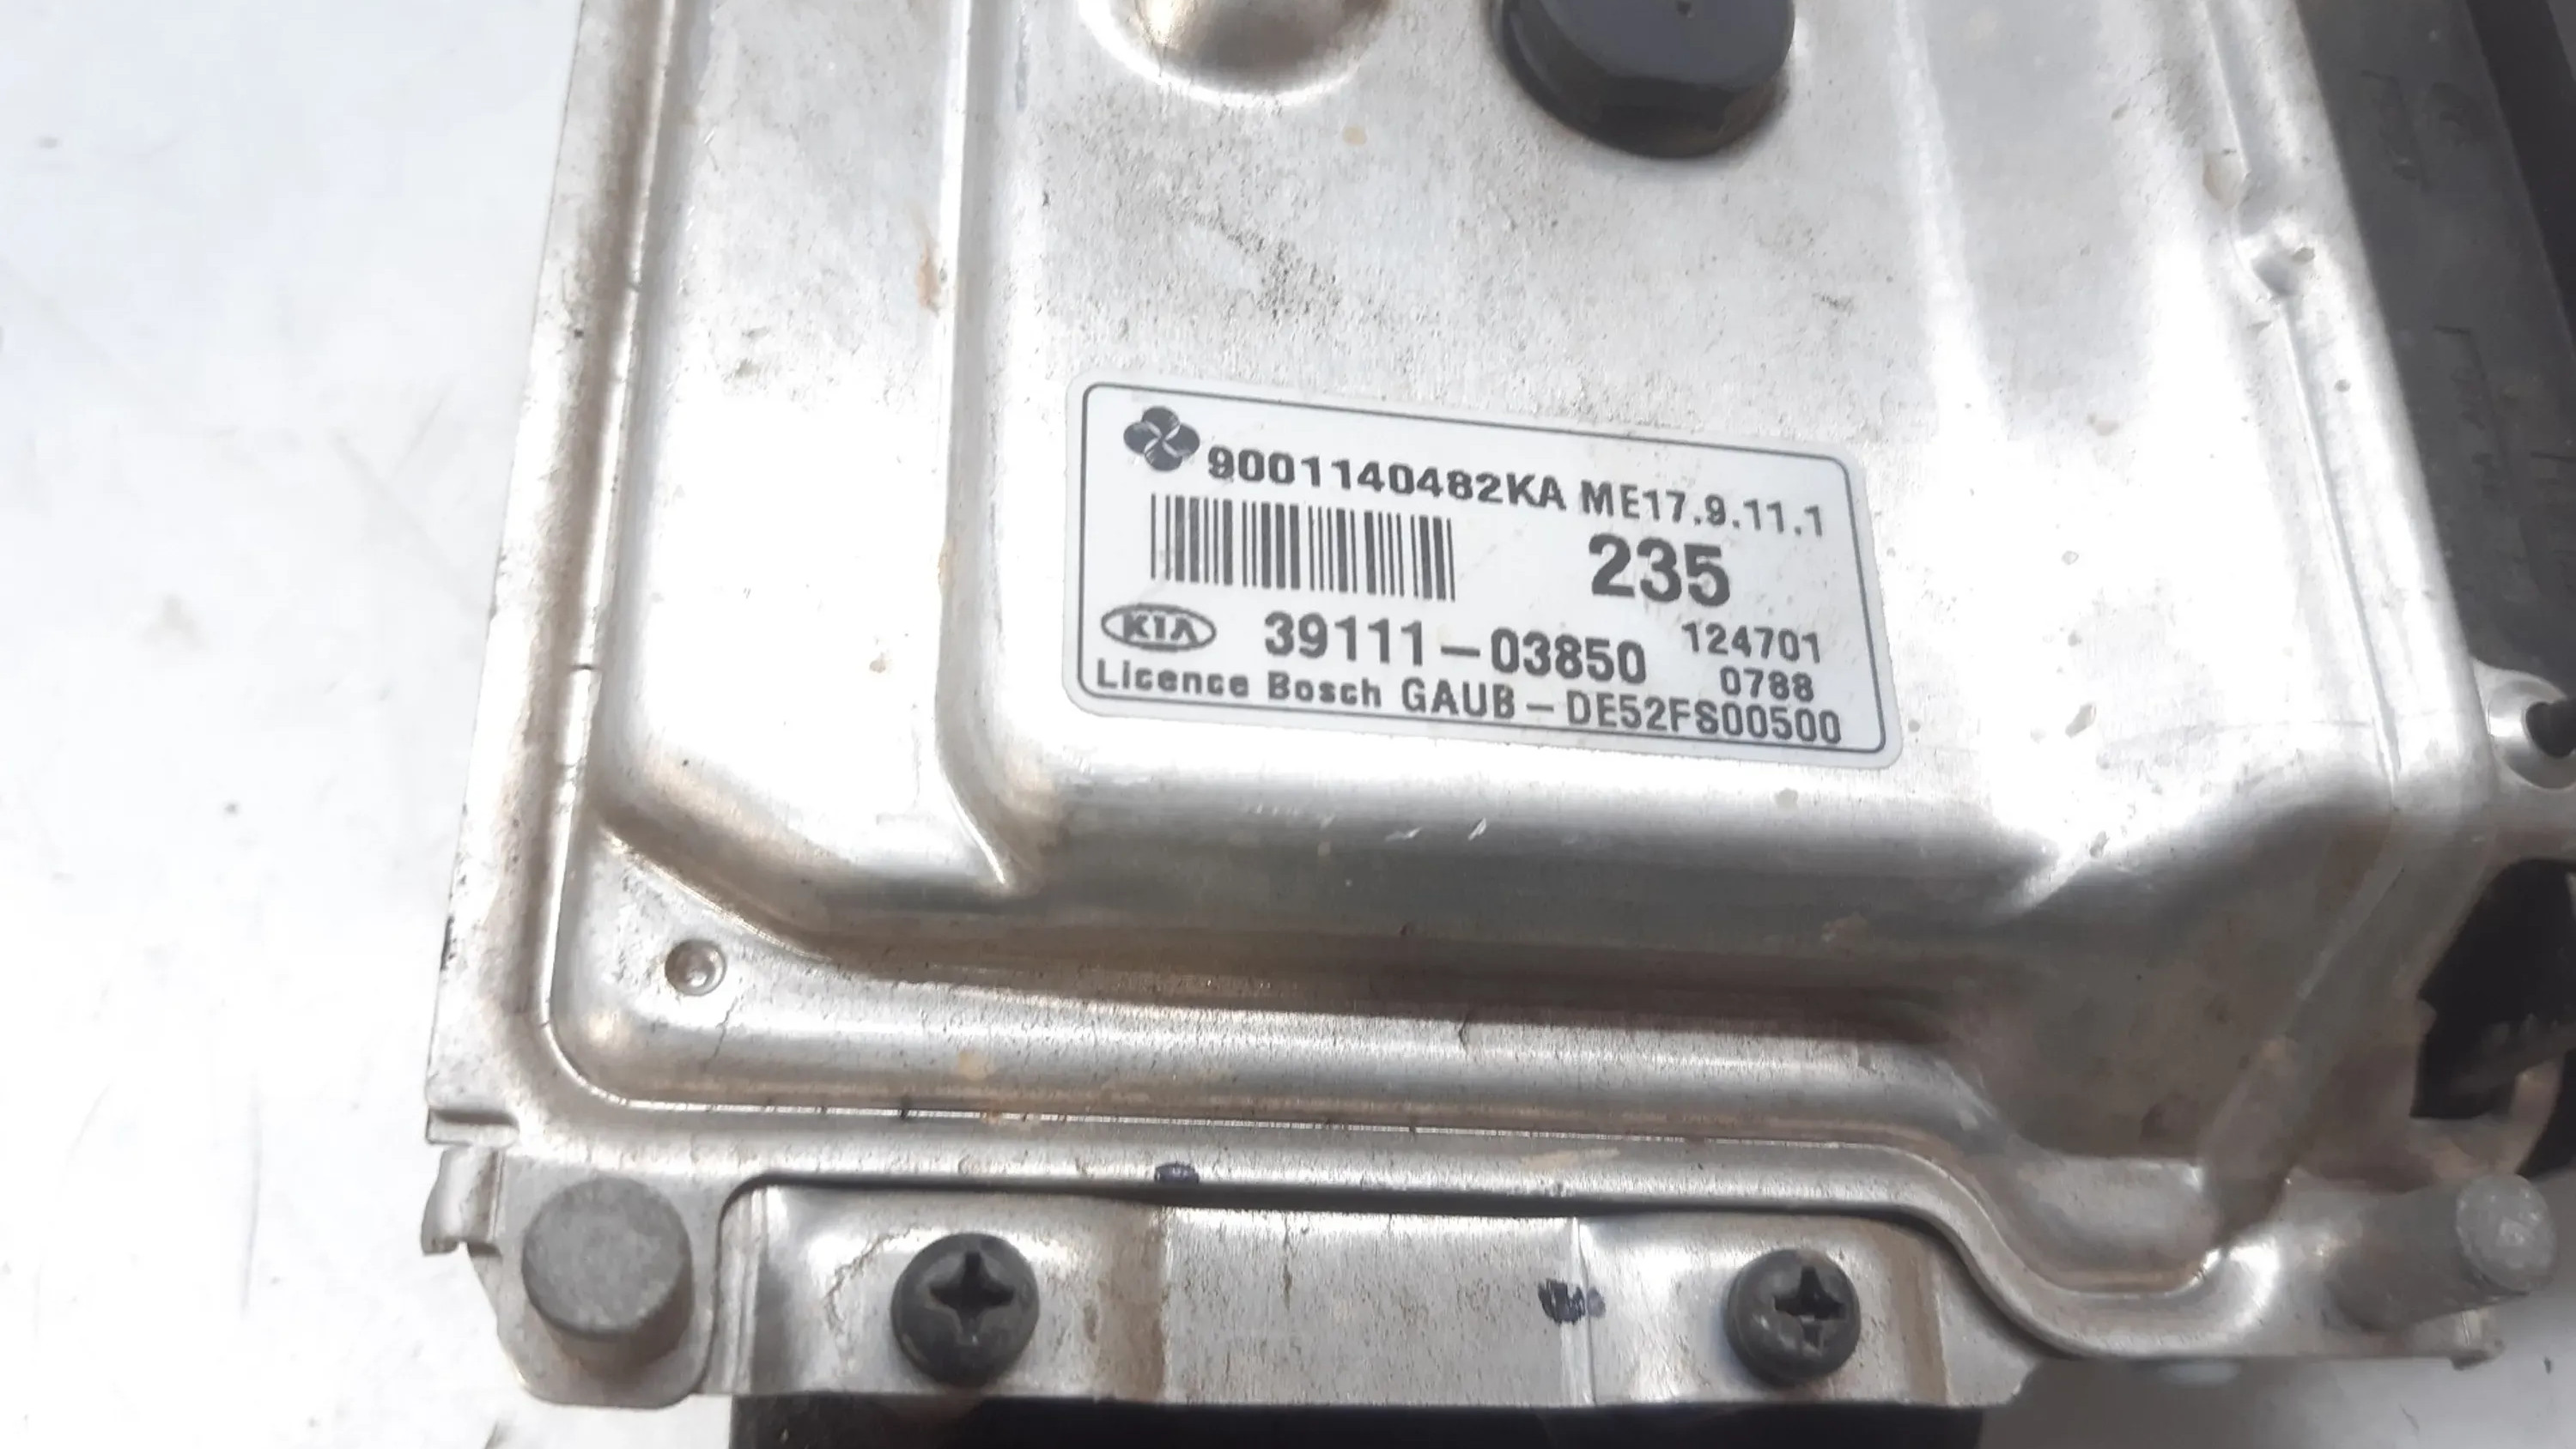 9001140482KA ME17.9.11.1
235
KIA 39111-03850 124701
0788
Licence Bosch GAUB-DE52FS00500